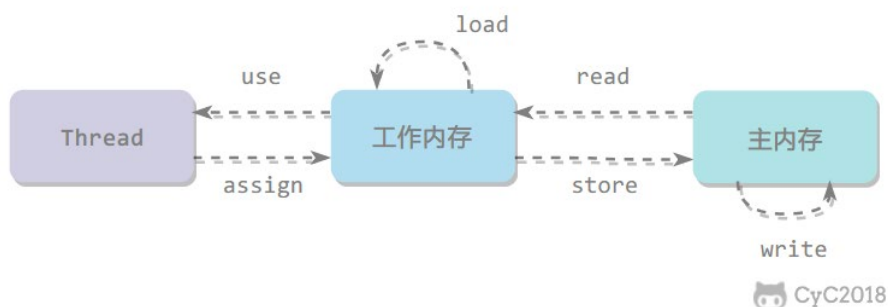 load
use
read
Thread
工作内存
主内存
assign
store
write
CyC2018